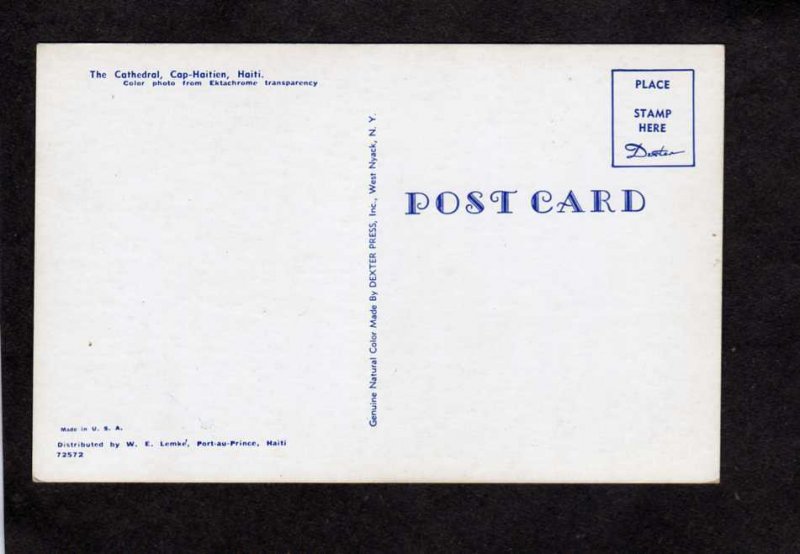 The Cathedral, Cap-Haitien, Haiti.
Color photo from Ektachrome transparency
Made in U. S. A.
Distributed by W. E. Lemké, Port-au-Prince, Haiti
72572
Genuine Natural Color Made By DEXTER PRESS, Inc., West Nyack, N. Y.
PLACE
STAMP
HERE
Dexter
POST CARD